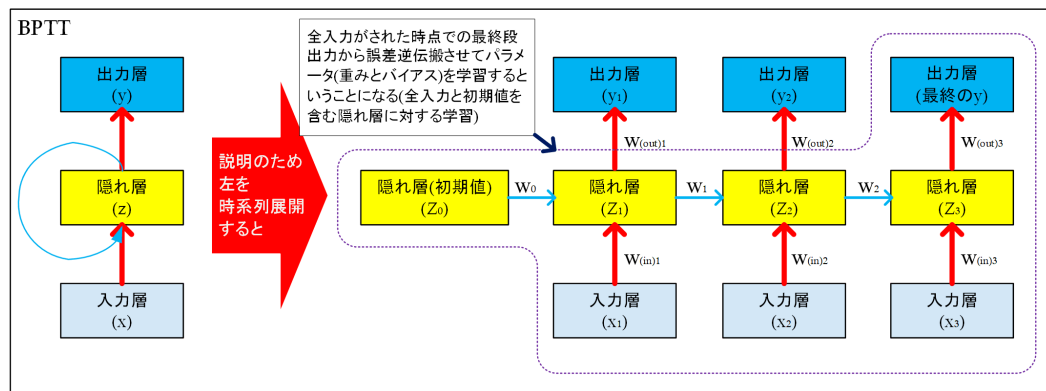 BPTT
出力層
(y)
隠れ層
(z)
入力層
(x)
説明のため
左を
時系列展開
すると
全入力がされた時点での最終段
出力から誤差逆伝搬させてパラメ
ータ(重みとバイアス)を学習すると
いうことになる(全入力と初期値を
含む隠れ層に対する学習)
出力層
(y₁)
出力層
(y₂)
出力層
(最終のy)
W(out)1
W(out)2
W(out)3
隠れ層(初期値)
(Z₀)
W₀
隠れ層
(Z₁)
W₁
隠れ層
(Z₂)
W₂
隠れ層
(Z₃)
W(in)1
W(in)2
W(in)3
入力層
(x₁)
入力層
(x₂)
入力層
(x₃)